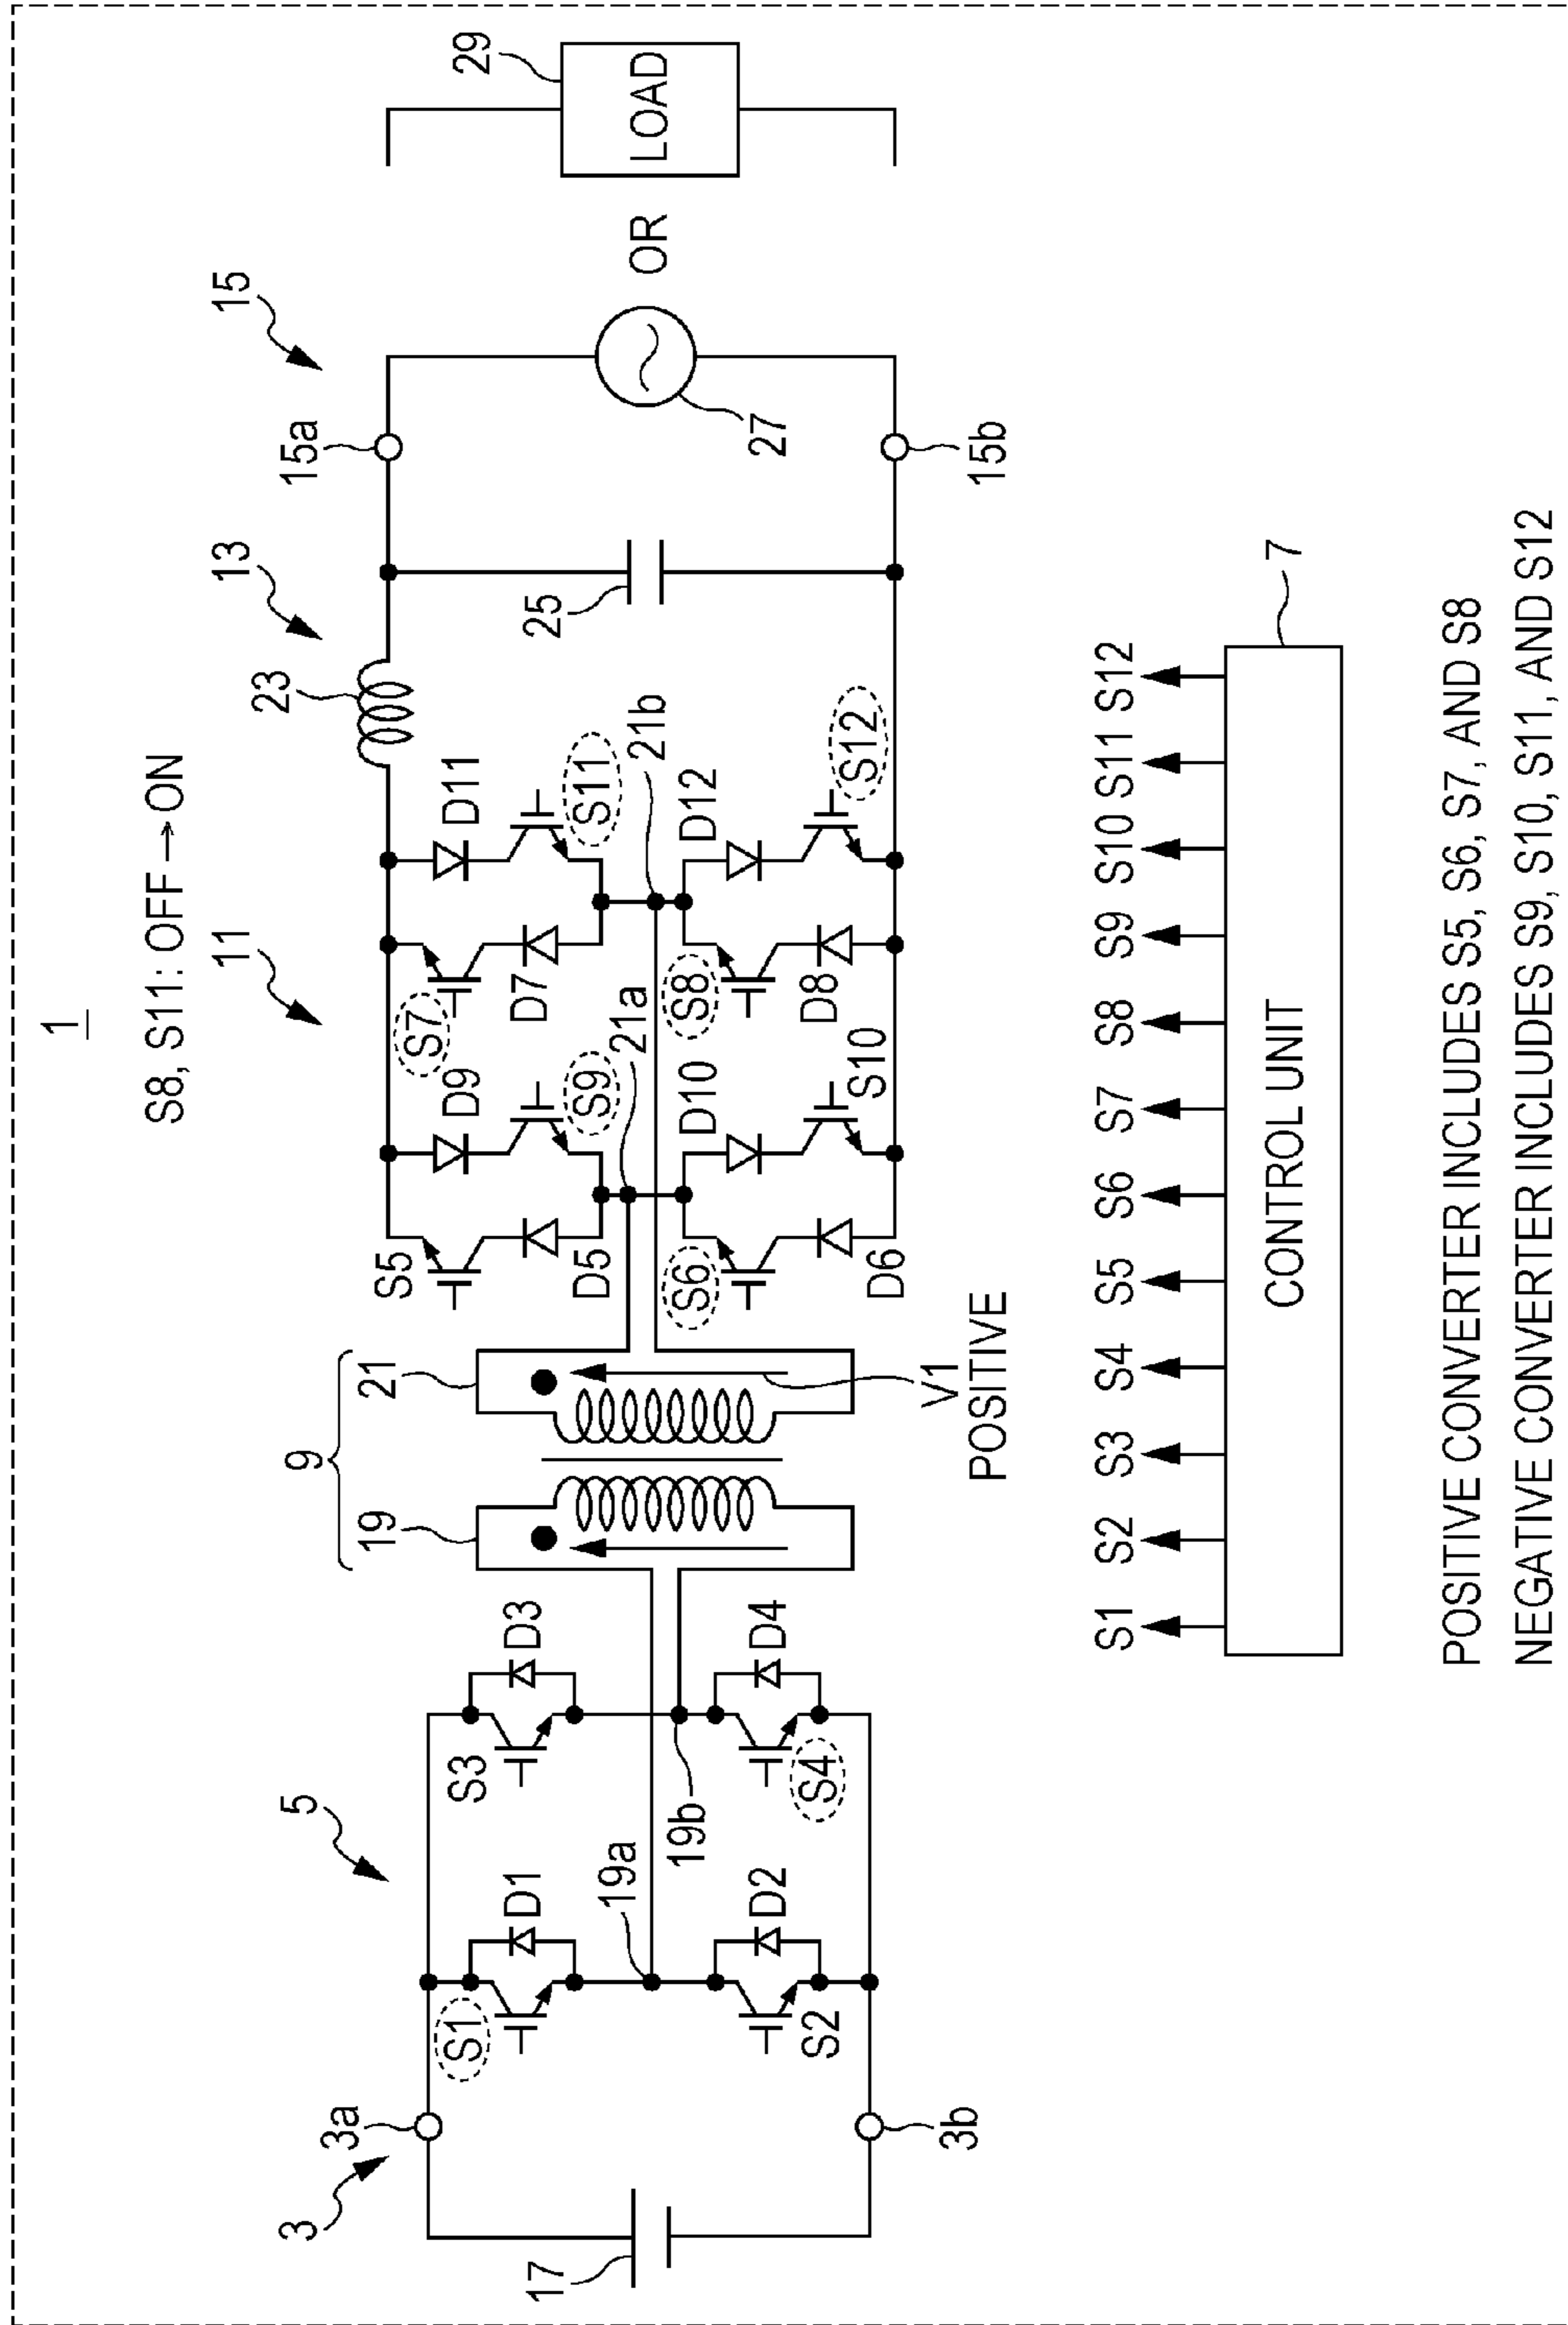 1
S8, S11: OFF→ON
3
3a
3b
17
5
S1
D1
S2
D2
S3
D3
S4
D4
19a
19b
9
19
21
V1
POSITIVE
11
S5
D5
S6
D6
D9
S9
D10
S10
21a
S7
D7
S8
D8
D11
S11
D12
S12
21b
13
23
25
15
15a
15b
27
OR
LOAD
29
S1 S2 S3 S4 S5 S6 S7 S8 S9 S10 S11 S12
CONTROL UNIT
7
POSITIVE CONVERTER INCLUDES S5, S6, S7, AND S8
NEGATIVE CONVERTER INCLUDES S9, S10, S11, AND S12